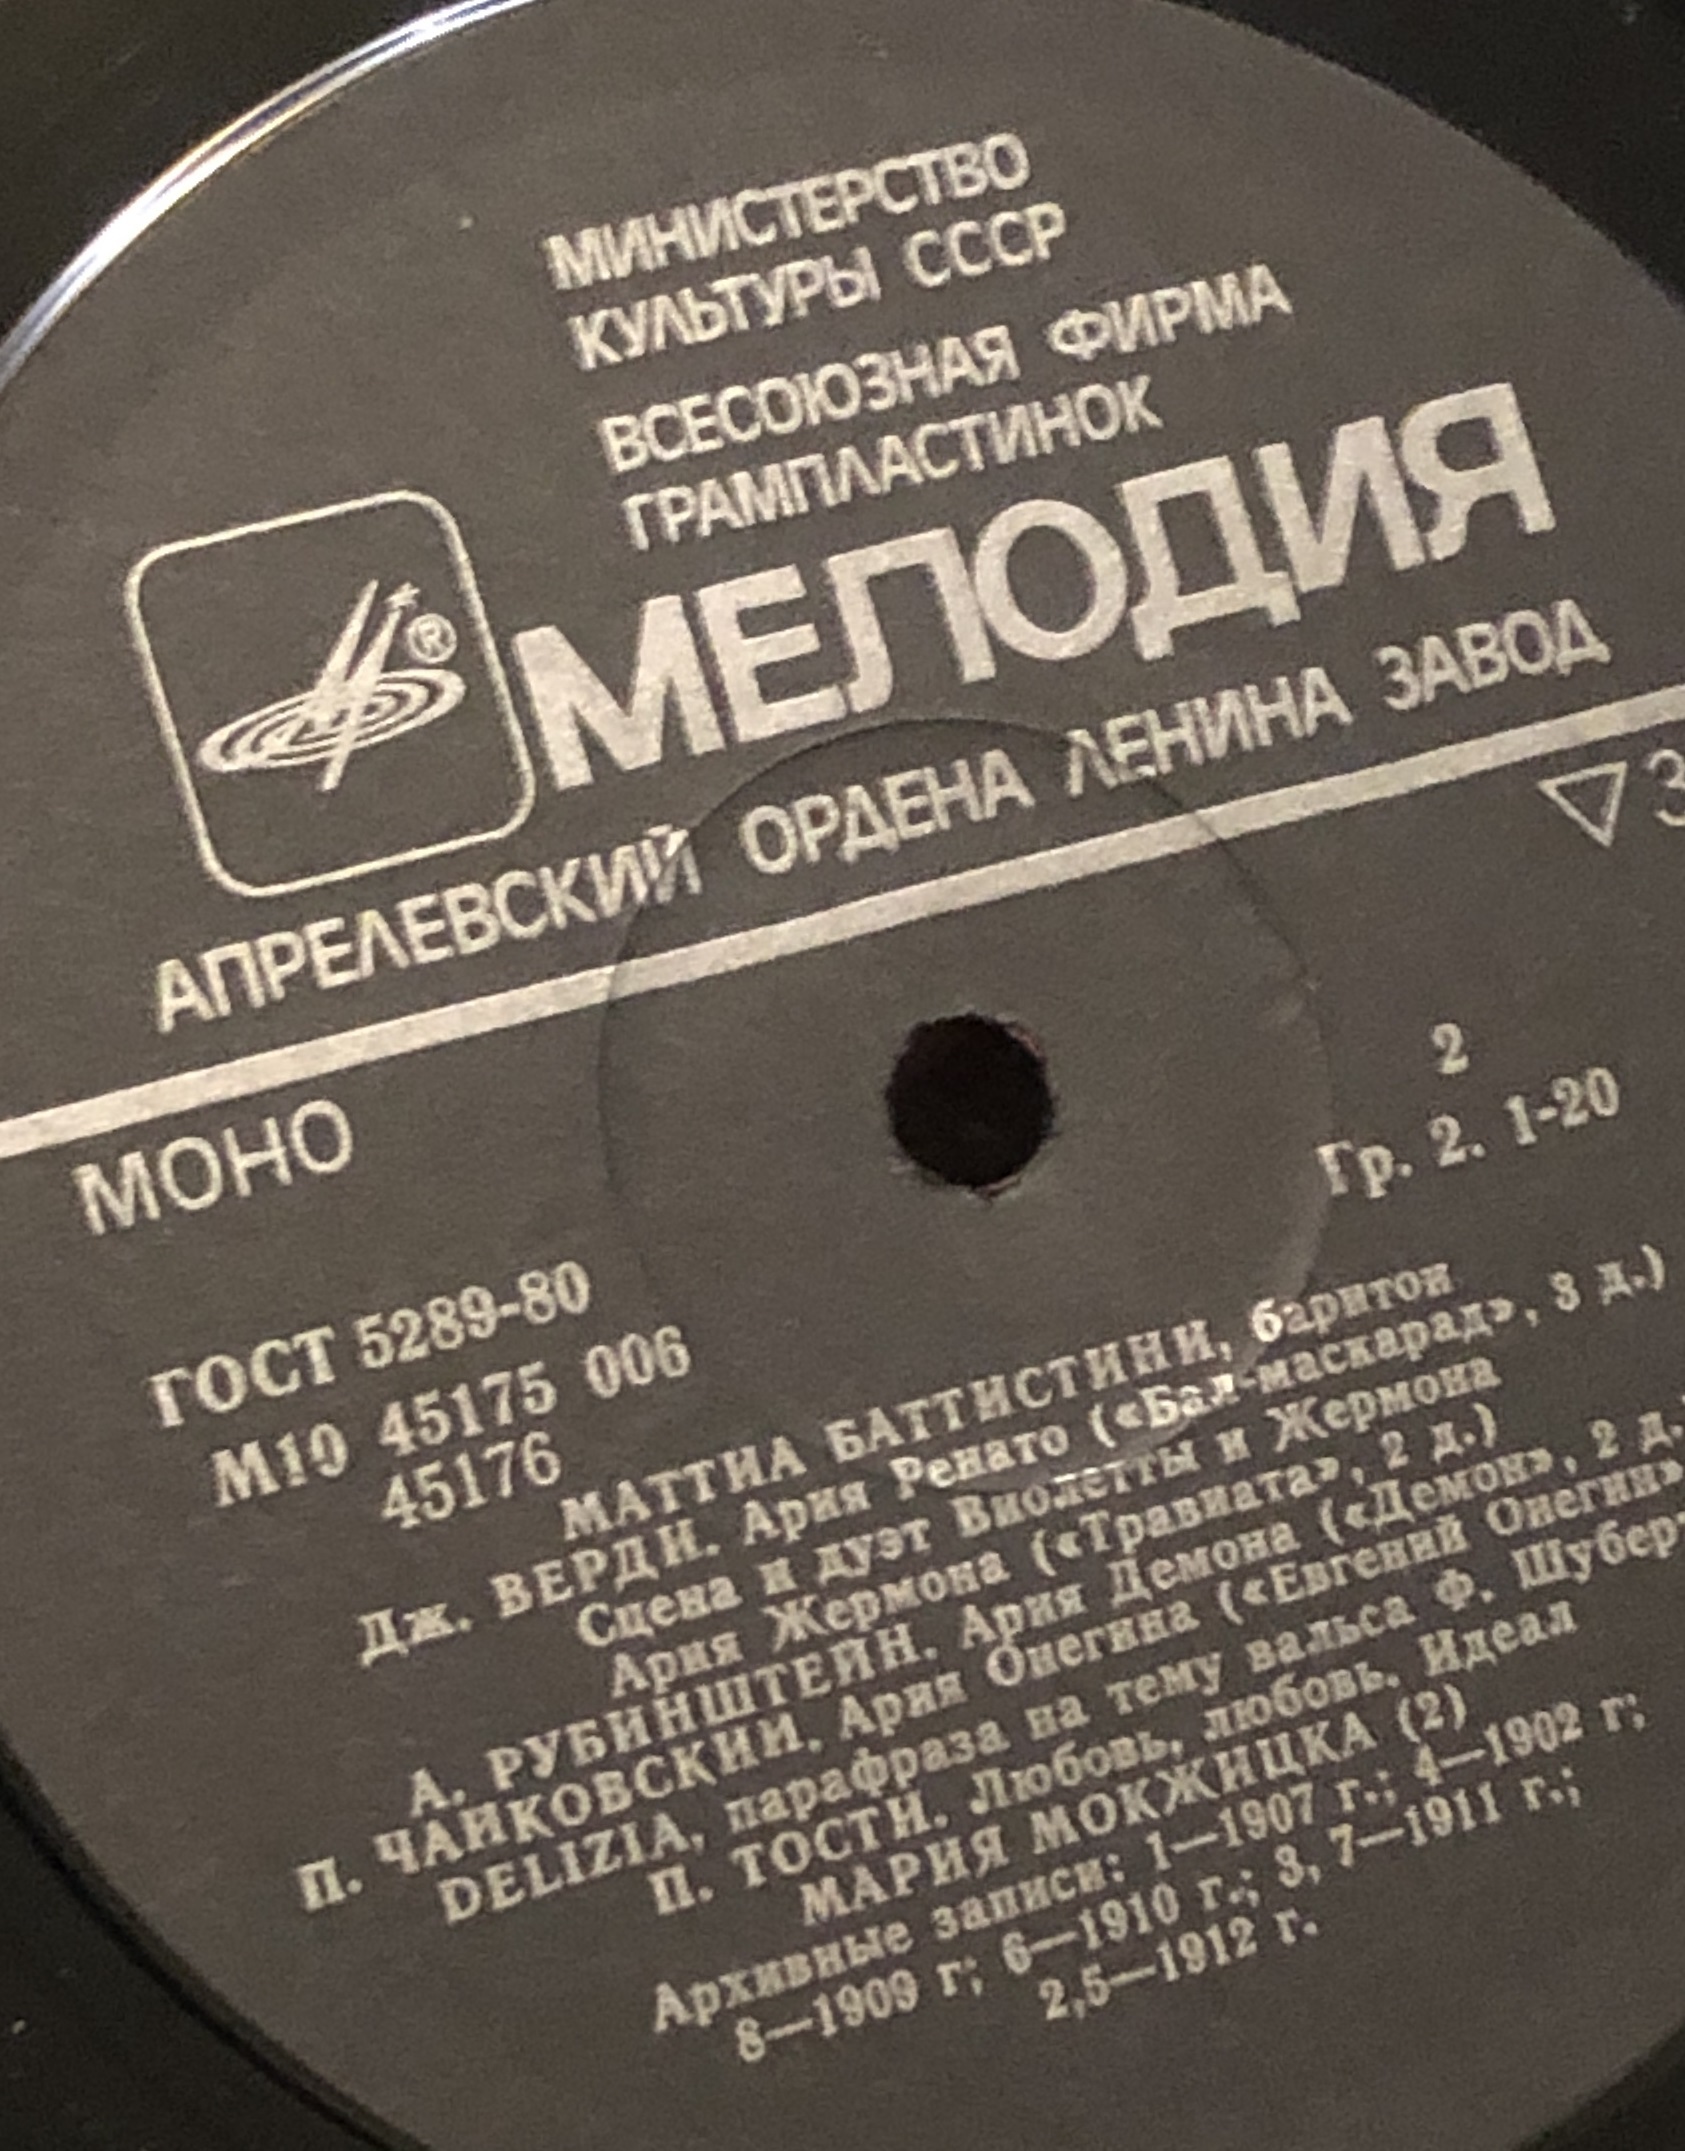 МИНИСТЕРСТВО
КУЛЬТУРЫ СССР
ВСЕСОЮЗНАЯ ФИРМА
ГРАМПЛАСТИНОК
®
МЕЛОДИЯ
АПРЕЛЕВСКИЙ ОРДЕНА ЛЕНИНА ЗАВОД
▽3
МОНО
2
Гр. 2. 1-20
ГОСТ 5289-80
М10 45175 006
45176
МАТТИА БАТТИСТИНИ, баритон
Дж. ВЕРДИ. Ария Ренато («Бал-маскарад», 3 д.)
Сцена и дуэт Виолетты и Жермона
Ария Жермона («Травиата», 2 д.)
А. РУБИНШТЕЙН. Ария Демона («Демон», 2 д.
П. ЧАЙКОВСКИЙ. Ария Онегина («Евгений Онегин»
DELIZIA, парафраза на тему вальса Ф. Шуберт
П. ТОСТИ. Любовь, любовь. Идеал
МАРИЯ МОКЖИЦКА (2)
Архивные записи: 1—1907 г.; 4—1902 г;
8—1909 г; 6—1910 г.; 3, 7—1911 г.;
2,5—1912 г.